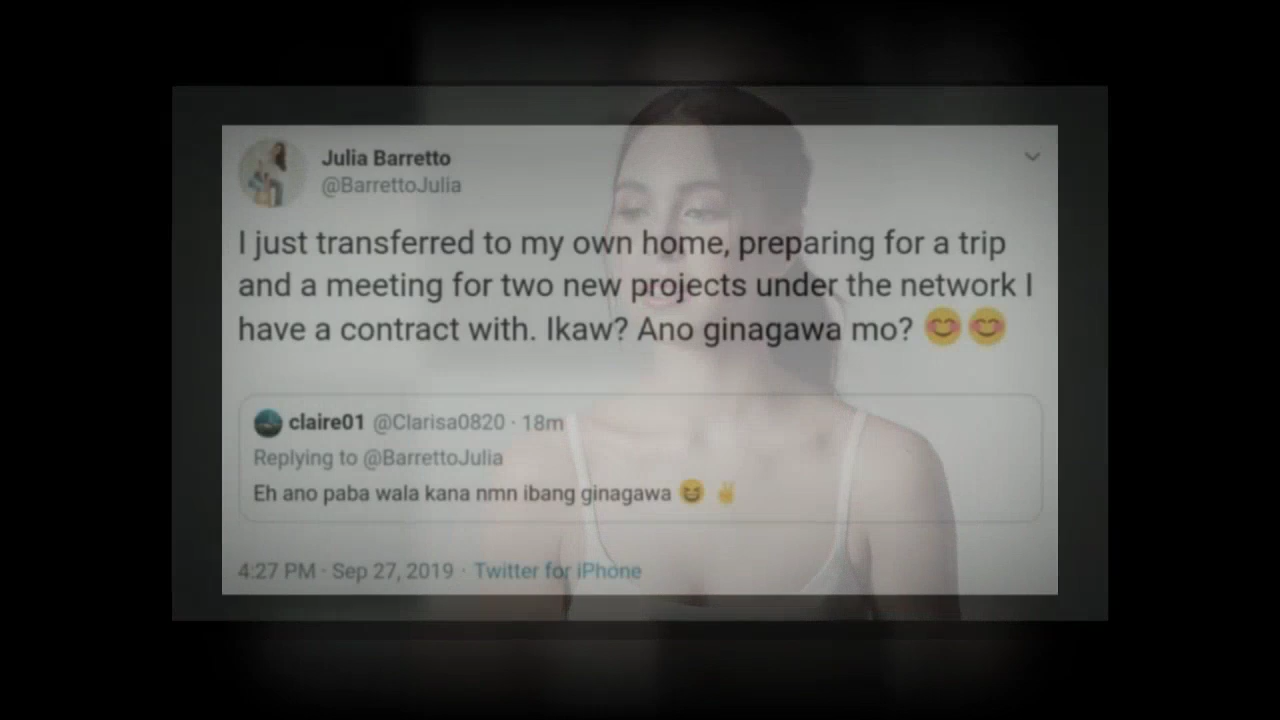 Julia Barretto
@BarrettoJulia
I just transferred to my own home, preparing for a trip
and a meeting for two new projects under the network I
have a contract with. Ikaw? Ano ginagawa mo? 😊😊
claire01 @Clarisa0820 · 18m
Replying to @BarrettoJulia
Eh ano paba wala kana nmn ibang ginagawa 😆 ✌
4:27 PM · Sep 27, 2019 · Twitter for iPhone